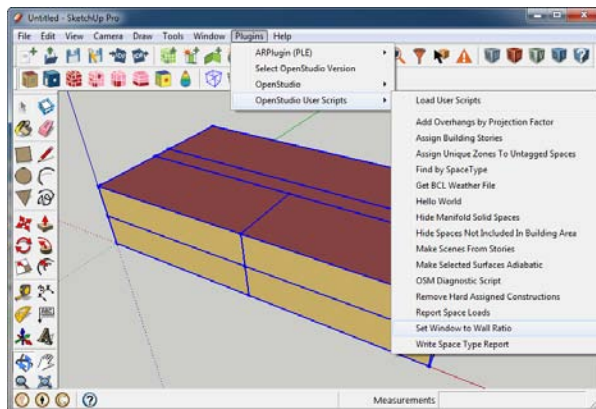 Untitled - SketchUp Pro
File Edit View Camera Draw Tools Window Plugins Help
ARPlugin (PLE)
Select OpenStudio Version
OpenStudio
OpenStudio User Scripts
Load User Scripts
Add Overhangs by Projection Factor
Assign Building Stories
Assign Unique Zones To Untagged Spaces
Find by SpaceType
Get BCL Weather File
Hello World
Hide Manifold Solid Spaces
Hide Spaces Not Included In Building Area
Make Scenes From Stories
Make Selected Surfaces Adiabatic
OSM Diagnostic Script
Remove Hard Assigned Constructions
Report Space Loads
Set Window to Wall Ratio
Write Space Type Report
Measurements